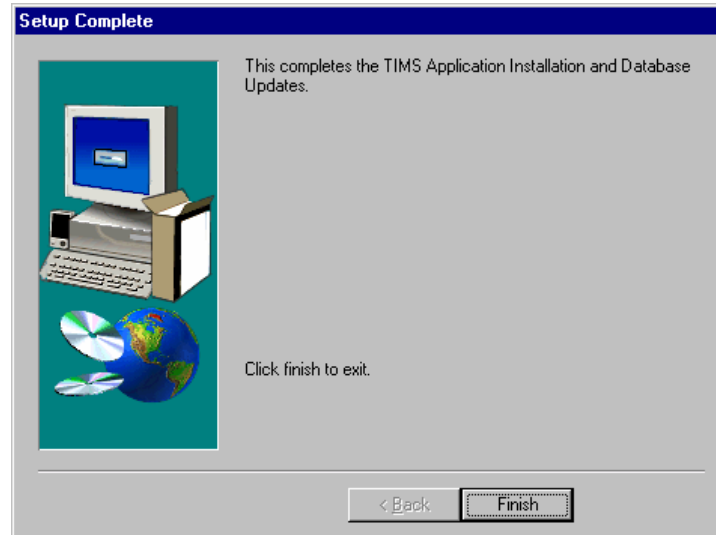 Setup Complete
This completes the TIMS Application Installation and Database
Updates.
Click finish to exit.
< Back
Finish